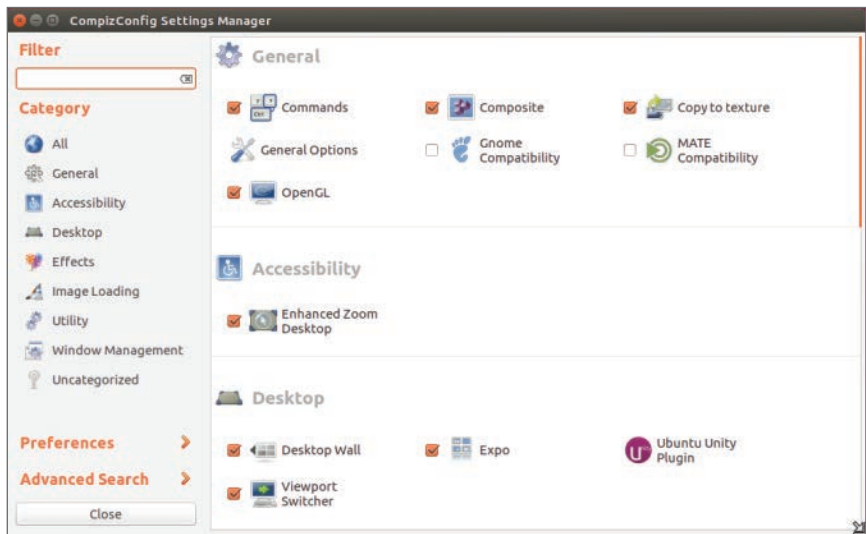 CompizConfig Settings Manager
Filter
Category
All
General
Accessibility
Desktop
Effects
Image Loading
Utility
Window Management
Uncategorized
Preferences
Advanced Search
Close
General
Commands
Composite
Copy to texture
General Options
Gnome
Compatibility
MATE
Compatibility
OpenGL
Accessibility
Enhanced Zoom
Desktop
Desktop
Desktop Wall
Expo
Ubuntu Unity
Plugin
Viewport
Switcher